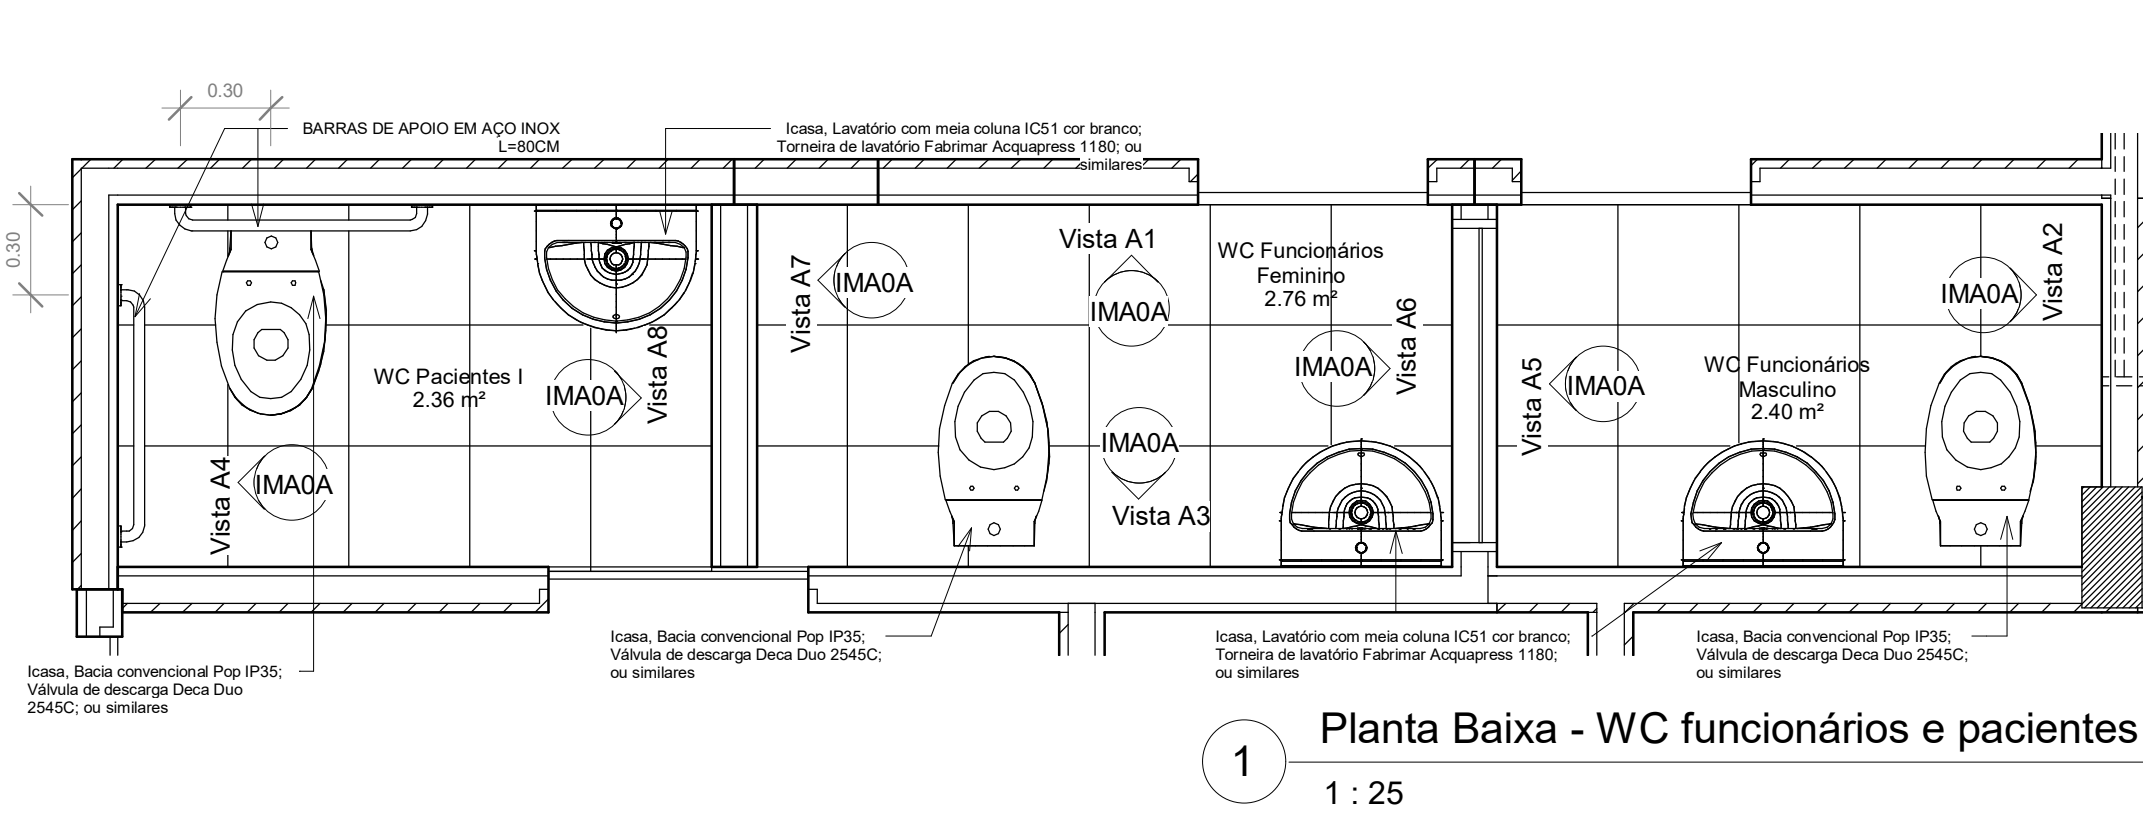 0.30
BARRAS DE APOIO EM AÇO INOX
L=80CM
Icasa, Lavatório com meia coluna IC51 cor branco;
Torneira de lavatório Fabrimar Acquapress 1180; ou
similares
0.30
Vista A7
IMA0A
Vista A1
IMA0A
WC Funcionários
Feminino
2.76 m²
IMA0A
Vista A6
IMA0A
Vista A2
WC Pacientes I
2.36 m²
IMA0A
Vista A8
Vista A5
IMA0A
WC Funcionários
Masculino
2.40 m²
Vista A4
IMA0A
IMA0A
Vista A3
Icasa, Bacia convencional Pop IP35;
Válvula de descarga Deca Duo
2545C; ou similares
Icasa, Bacia convencional Pop IP35;
Válvula de descarga Deca Duo 2545C;
ou similares
Icasa, Lavatório com meia coluna IC51 cor branco;
Torneira de lavatório Fabrimar Acquapress 1180;
ou similares
Icasa, Bacia convencional Pop IP35;
Válvula de descarga Deca Duo 2545C;
ou similares
1
Planta Baixa - WC funcionários e pacientes
1 : 25